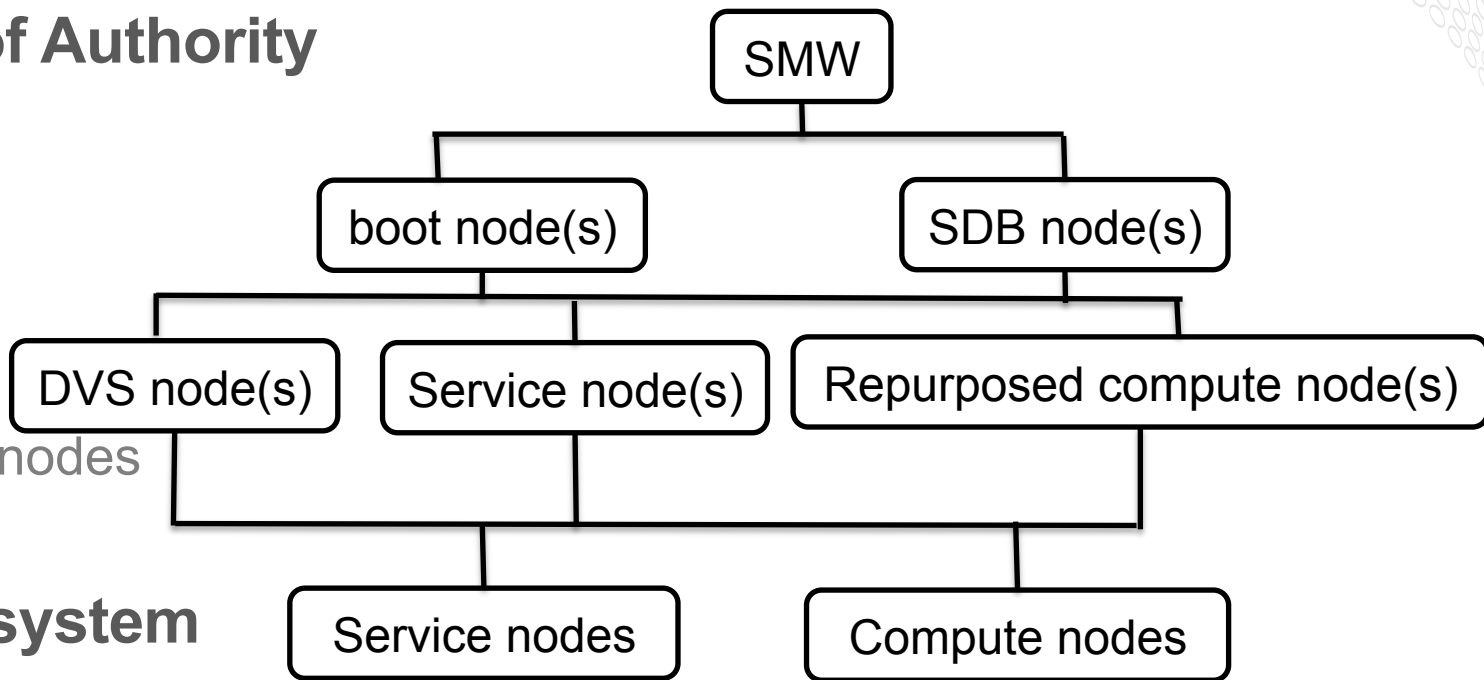 of Authority
SMW
boot node(s)
SDB node(s)
DVS node(s)
Service node(s)
Repurposed compute node(s)
nodes
system
Service nodes
Compute nodes